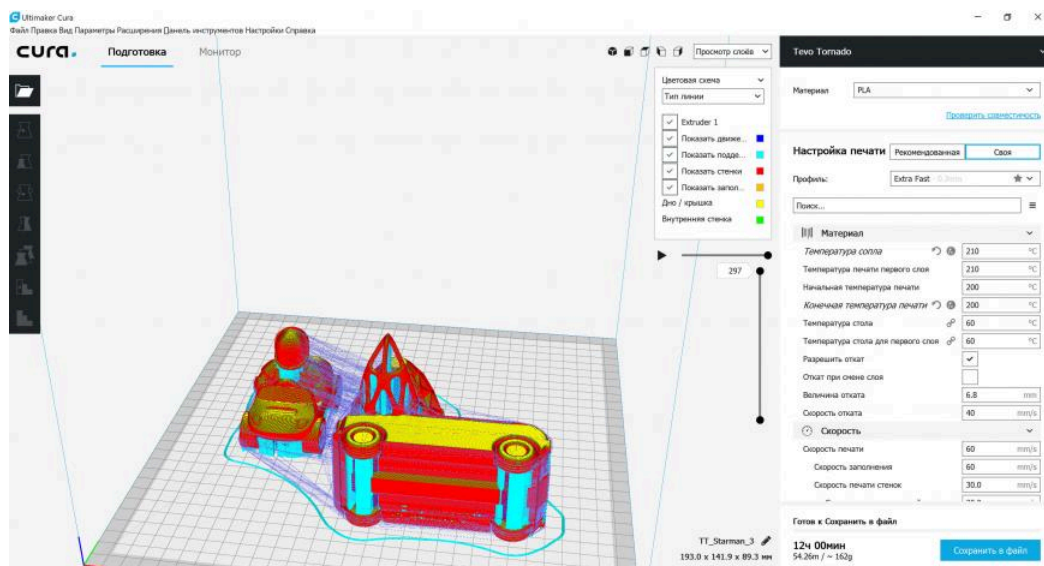 Ultimaker Cura
Файл Правка Вид Параметры Расширения Панель инструментов Настройки Справка
cura.
Подготовка
Монитор
Просмотр слоёв
Tevo Tornado
Цветовая схема
Тип линии
Extruder 1
Показать движе...
Показать подде...
Показать стенки
Показать запол...
Дно / крышка
Внутренняя стенка
297
Материал PLA
Проверить совместимость
Настройка печати Рекомендованная Своя
Профиль: Extra Fast 0.3mm
Поиск...
Материал
Температура сопла 210 °C
Температура печати первого слоя 210 °C
Начальная температура печати 200 °C
Конечная температура печати 200 °C
Температура стола 60 °C
Температура стола для первого слоя 60 °C
Разрешить откат
Откат при смене слоя
Величина отката 6.8 mm
Скорость отката 40 mm/s
Скорость
Скорость печати 60 mm/s
Скорость заполнения 60 mm/s
Скорость печати стенок 30.0 mm/s
Готов к Сохранить в файл
TT_Starman_3
193.0 x 141.9 x 89.3 мм
12ч 00мин
54.26m / ~ 162g
Сохранить в файл